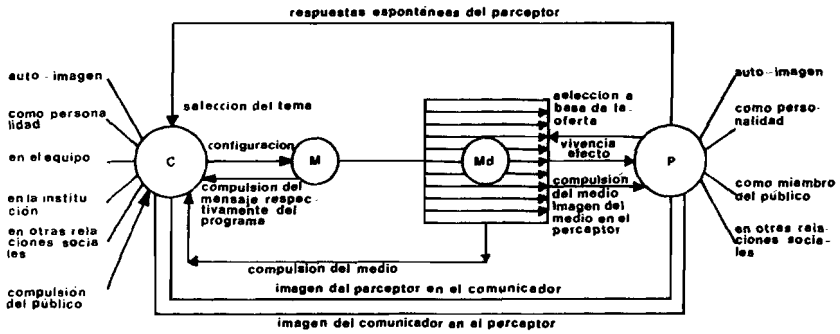 respuestas espontáneas del perceptor
auto-imagen
como persona
lidad
en el equipo
en la institu
ción
en otras rela
ciones socia
les
compulsión
del público
selección del tema
C
configuración
M
compulsión del
mensaje respec-
tivamente del
programa
Md
selección a
base de la
oferta
vivencia
efecto
compulsión
del medio
imagen del
medio en el
perceptor
P
auto-imagen
como perso-
nalidad
como miembro
del público
en otras rela
ciones socia-
les
compulsion del medio
imagen dal parceptor en el comunicador
imagen del comunicador en el perceptor